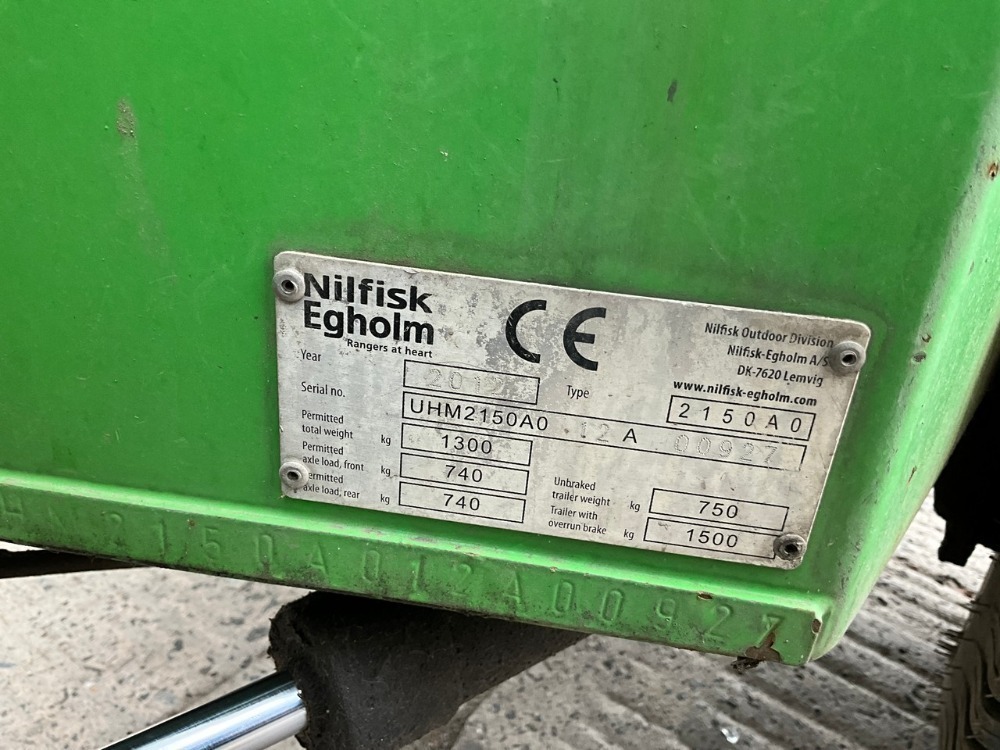 Nilfisk
Egholm
Rangers at heart
CE
Nilfisk Outdoor Division
Nilfisk-Egholm A/S
DK-7620 Lemvig
www.nilfisk-egholm.com
Year 2012 Type 2150A0
Serial no. UHM2150A0 12 A 00927
Permitted
total weight kg 1300
Permitted
axle load, front kg 740
Permitted
axle load, rear kg 740
Unbraked
trailer weight kg 750
Trailer with
overrun brake kg 1500
2150A012A00927